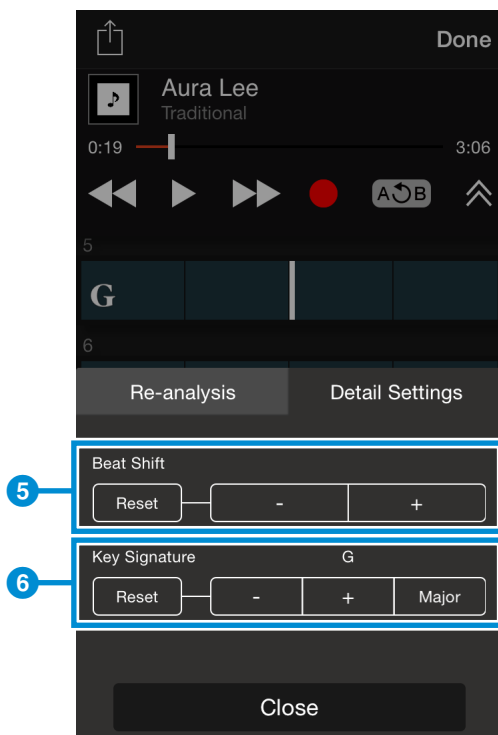 Done
Aura Lee
Traditional
0:19 3:06
A B
5
G
6
Re-analysis Detail Settings
5
Beat Shift
Reset - +
6
Key Signature G
Reset - + Major
Close